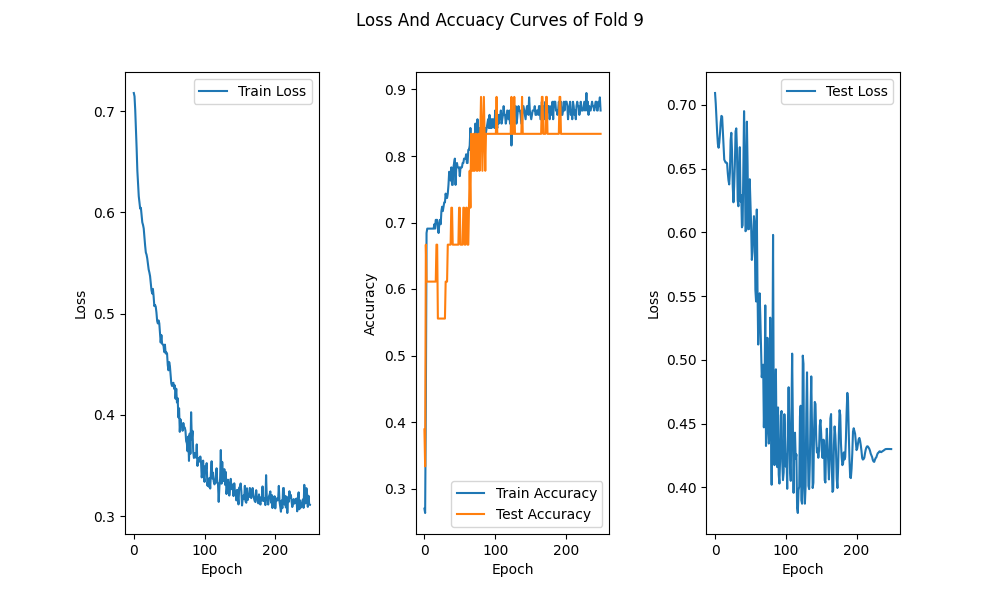 Loss And Accuacy Curves of Fold 9
Train Loss
0.7
0.6
0.5
0.4
0.3
Loss
0 100 200
Epoch
0.9
0.8
0.7
0.6
0.5
0.4
0.3
Accuracy
Train Accuracy
Test Accuracy
0 100 200
Epoch
Test Loss
0.70
0.65
0.60
0.55
0.50
0.45
0.40
Loss
0 100 200
Epoch